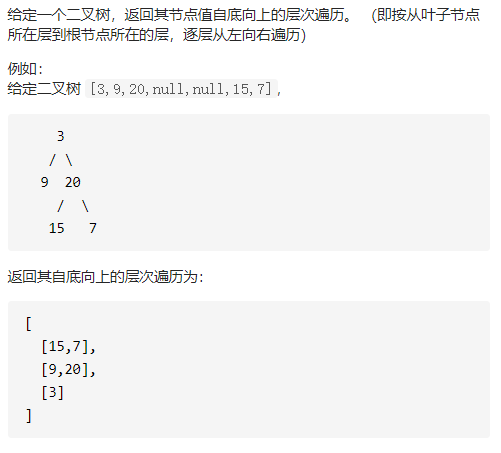 给定一个二叉树，返回其节点值自底向上的层次遍历。 （即按从叶子节点
所在层到根节点所在的层，逐层从左向右遍历）
例如：
给定二叉树 [3,9,20,null,null,15,7],
3
/ \
9  20
/  \
15   7
返回其自底向上的层次遍历为：
[
[15,7],
[9,20],
[3]
]